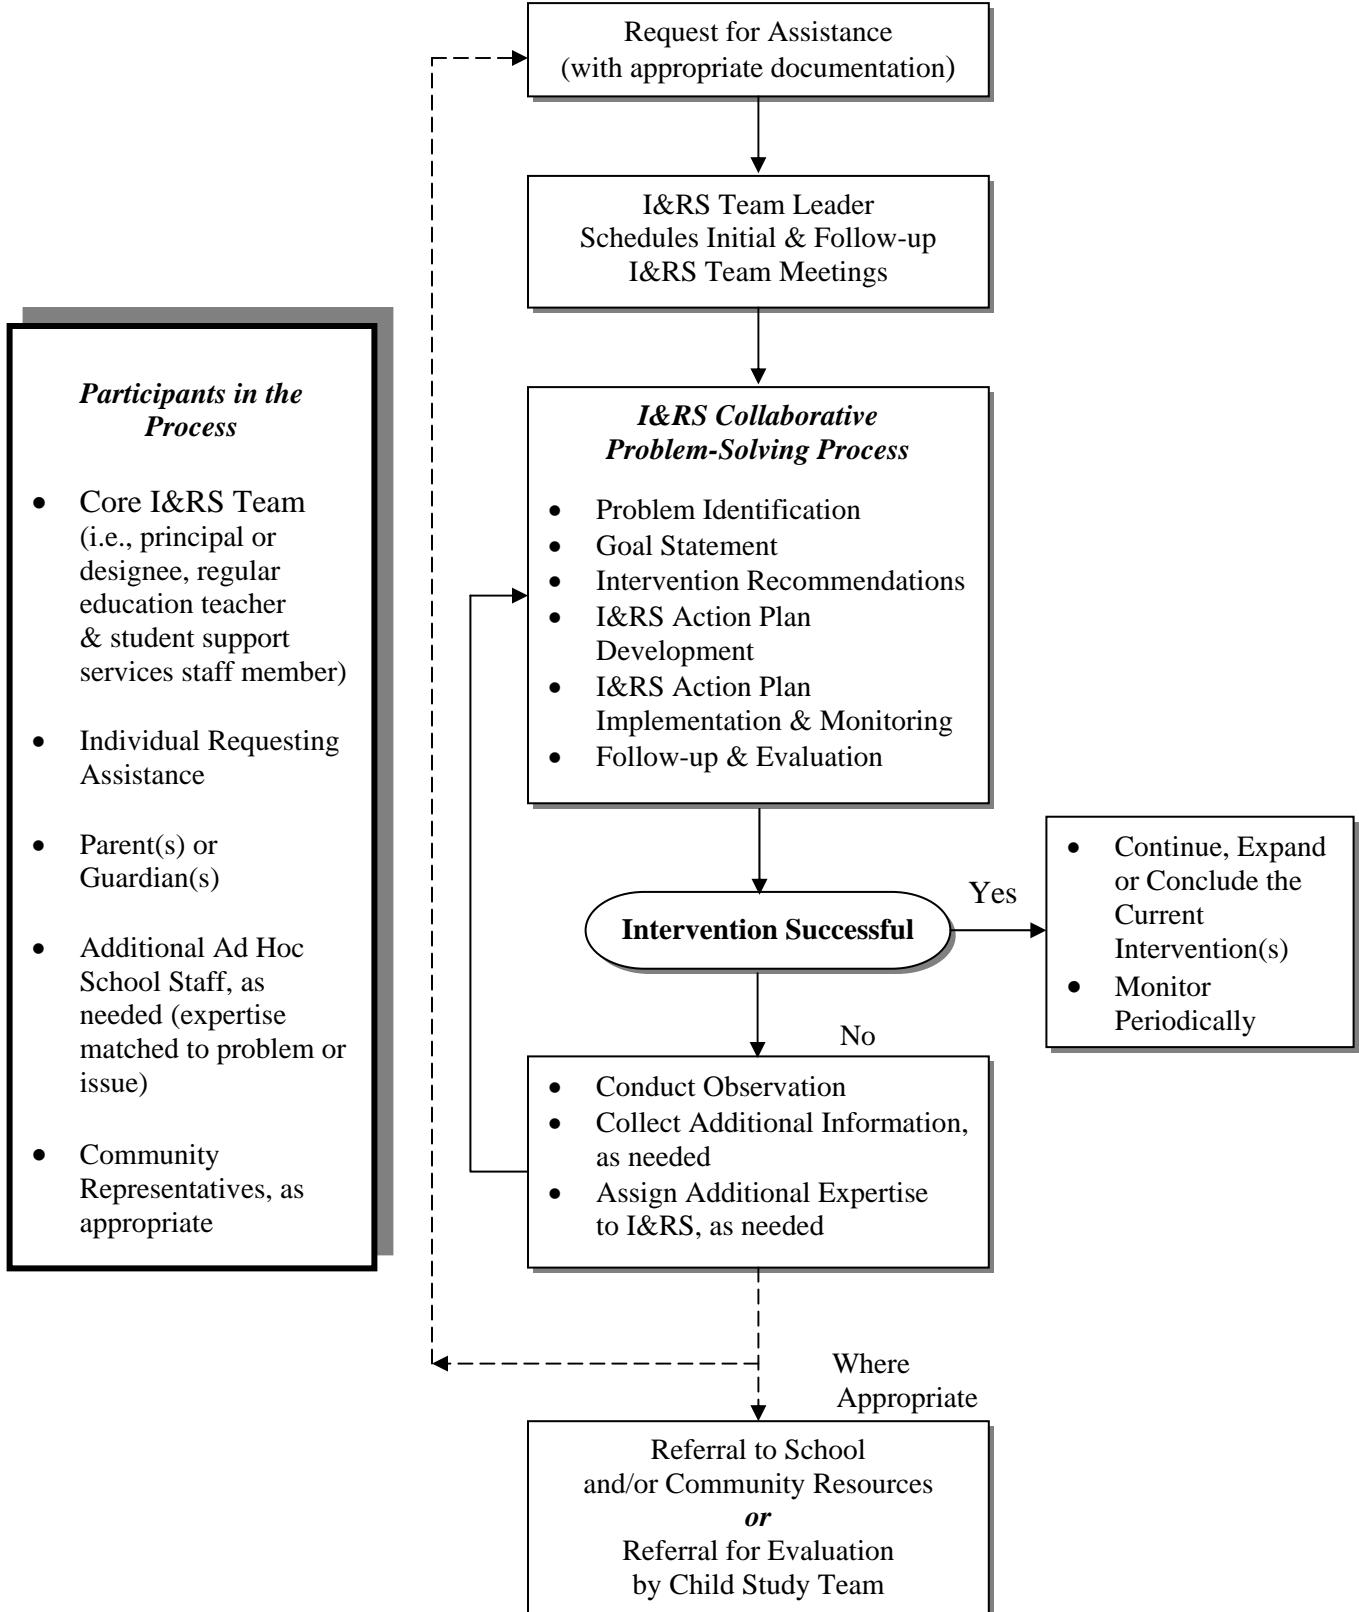 Request for Assistance
(with appropriate documentation)
I&RS Team Leader
Schedules Initial & Follow-up
I&RS Team Meetings
Participants in the
Process
• Core I&RS Team
(i.e., principal or
designee, regular
education teacher
& student support
services staff member)
• Individual Requesting
Assistance
• Parent(s) or
Guardian(s)
• Additional Ad Hoc
School Staff, as
needed (expertise
matched to problem or
issue)
• Community
Representatives, as
appropriate
I&RS Collaborative
Problem-Solving Process
• Problem Identification
• Goal Statement
• Intervention Recommendations
• I&RS Action Plan
Development
• I&RS Action Plan
Implementation & Monitoring
• Follow-up & Evaluation
Intervention Successful
Yes
• Continue, Expand
or Conclude the
Current
Intervention(s)
• Monitor
Periodically
No
• Conduct Observation
• Collect Additional Information,
as needed
• Assign Additional Expertise
to I&RS, as needed
Where
Appropriate
Referral to School
and/or Community Resources
or
Referral for Evaluation
by Child Study Team